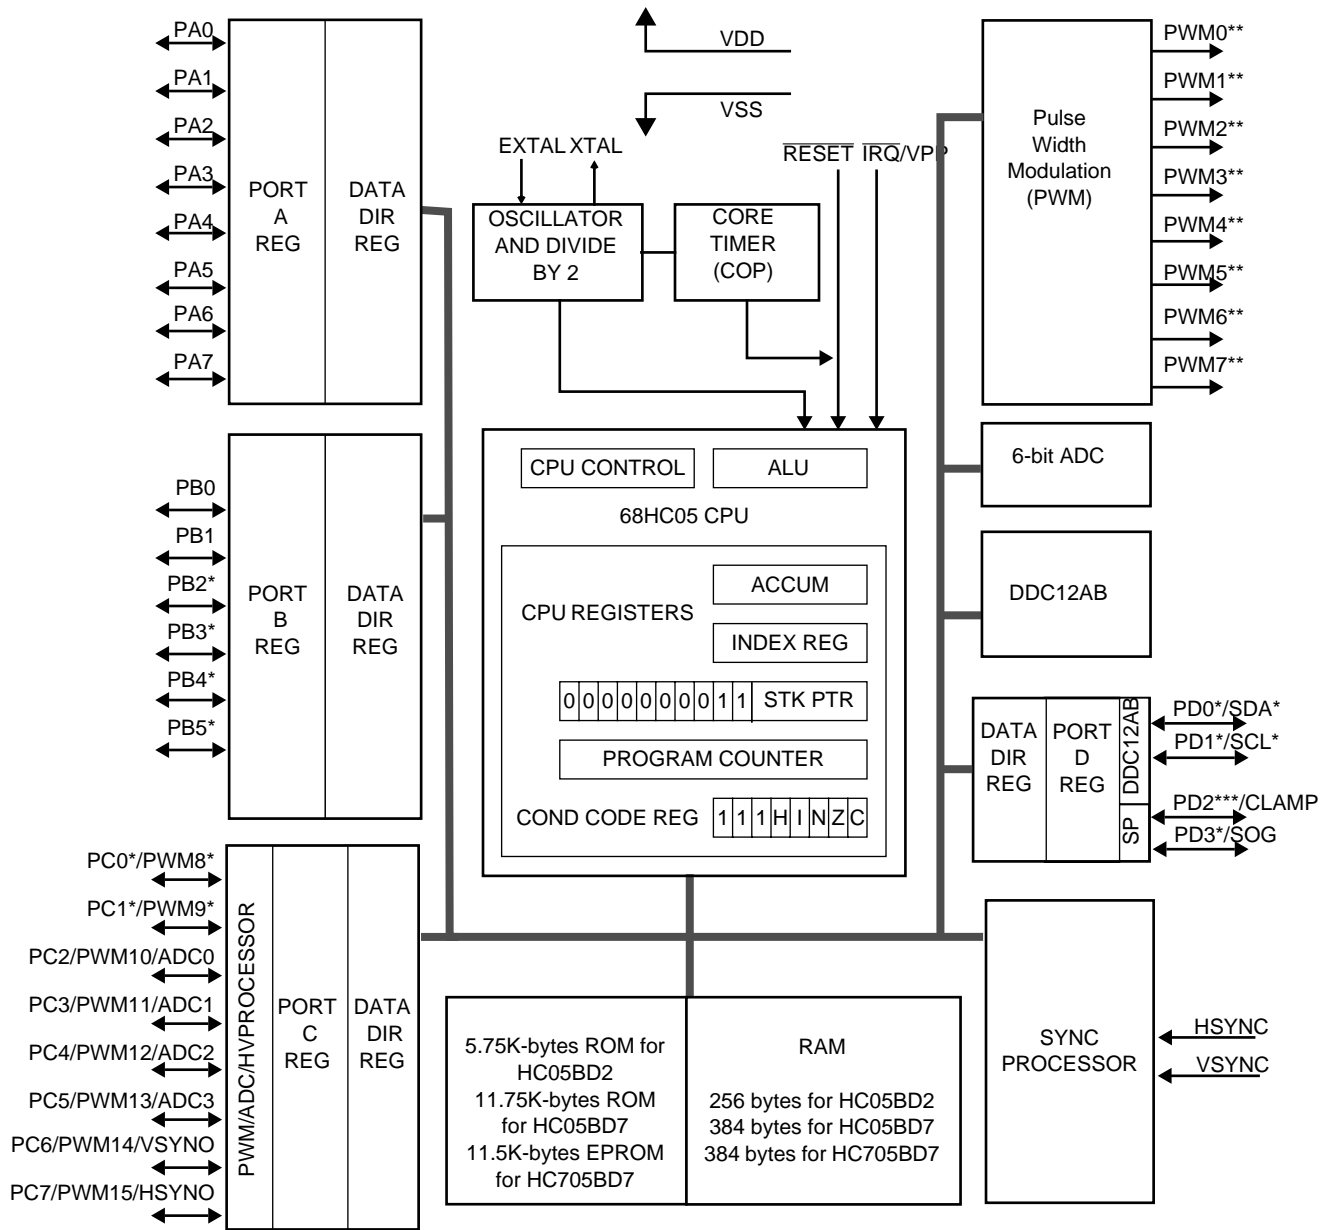 PA0
PA1
PA2
PA3
PA4
PA5
PA6
PA7
PORT
A
REG
DATA
DIR
REG
VDD
VSS
EXTAL XTAL
RESET IRQ/VPP
OSCILLATOR
AND DIVIDE
BY 2
CORE
TIMER
(COP)
Pulse
Width
Modulation
(PWM)
PWM0**
PWM1**
PWM2**
PWM3**
PWM4**
PWM5**
PWM6**
PWM7**
PB0
PB1
PB2*
PB3*
PB4*
PB5*
PORT
B
REG
DATA
DIR
REG
CPU CONTROL
ALU
68HC05 CPU
CPU REGISTERS
ACCUM
INDEX REG
0 0 0 0 0 0 0 0 1 1 STK PTR
PROGRAM COUNTER
COND CODE REG 1 1 1 H I N Z C
6-bit ADC
DDC12AB
DATA
DIR
REG
PORT
D
REG
DDC12AB
SP
PD0*/SDA*
PD1*/SCL*
PD2***/CLAMP
PD3*/SOG
PC0*/PWM8*
PC1*/PWM9*
PC2/PWM10/ADC0
PC3/PWM11/ADC1
PC4/PWM12/ADC2
PC5/PWM13/ADC3
PC6/PWM14/VSYNO
PC7/PWM15/HSYNO
PWM/ADC/HVPROCESSOR
PORT
C
REG
DATA
DIR
REG
5.75K-bytes ROM for
HC05BD2
11.75K-bytes ROM
for HC05BD7
11.5K-bytes EPROM
for HC705BD7
RAM
256 bytes for HC05BD2
384 bytes for HC05BD7
384 bytes for HC705BD7
SYNC
PROCESSOR
HSYNC
VSYNC